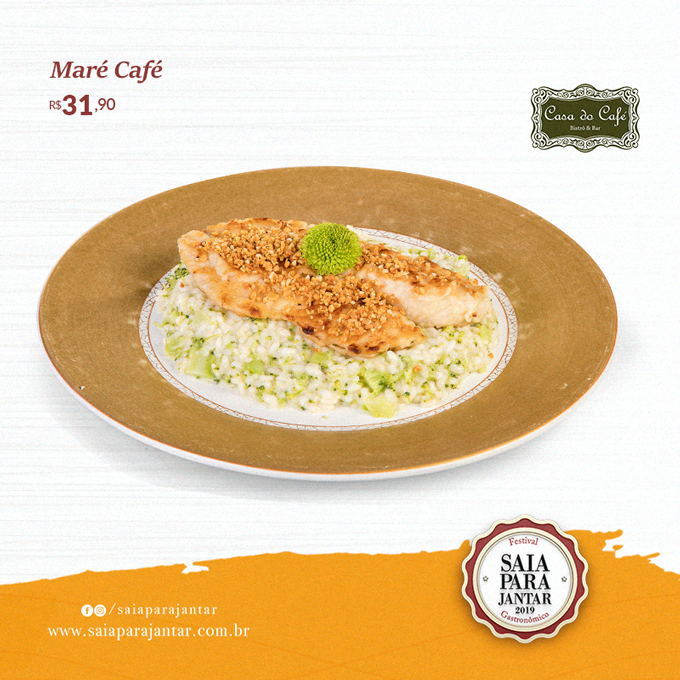 Maré Café
R$31,90
Casa do Café
Bistrô & Bar
Festival
SAIA
PARA
JANTAR
2019
Gastronômico
/saiaparajantar
www.saiaparajantar.com.br